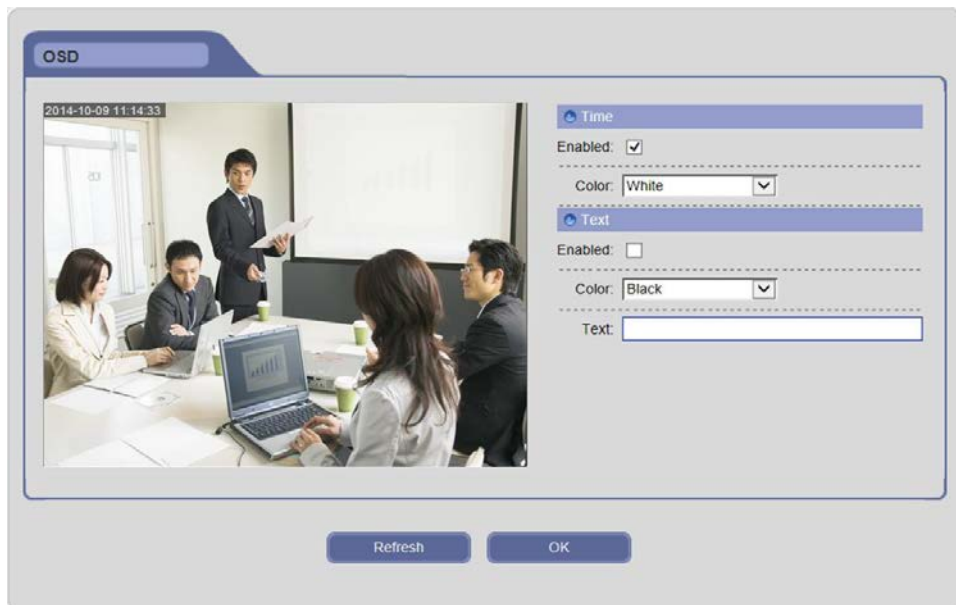 OSD
2014-10-09 11:14:33
Time
Enabled:
Color: White
Text
Enabled:
Color: Black
Text:
Refresh
OK